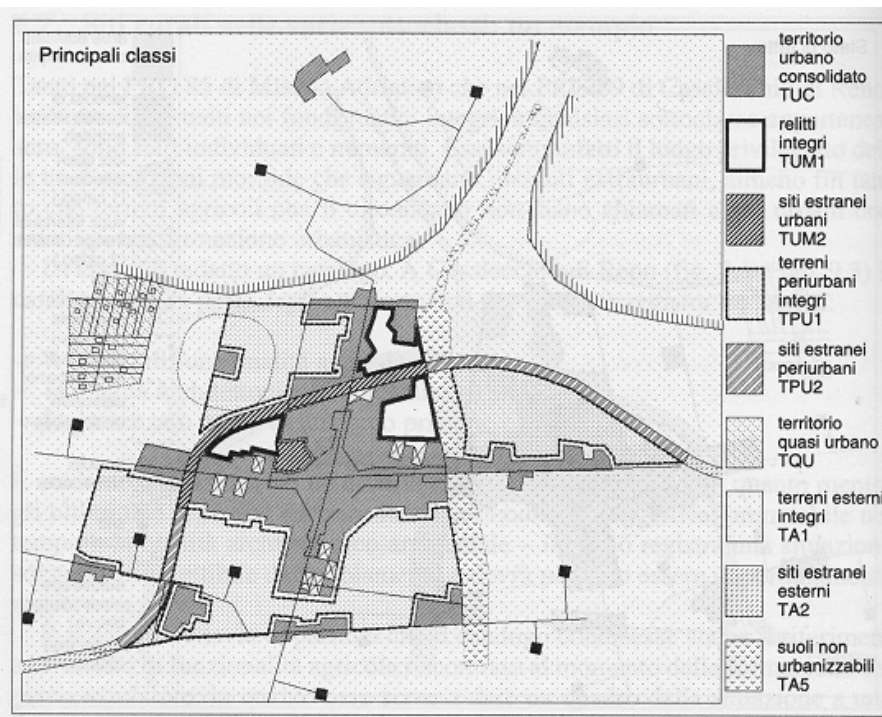 Principali classi
territorio
urbano
consolidato
TUC
relitti
integri
TUM1
siti estranei
urbani
TUM2
terreni
periurbani
integri
TPU1
siti estranei
periurbani
TPU2
territorio
quasi urbano
TQU
terreni esterni
integri
TA1
siti estranei
esterni
TA2
suoli non
urbanizzabili
TA5